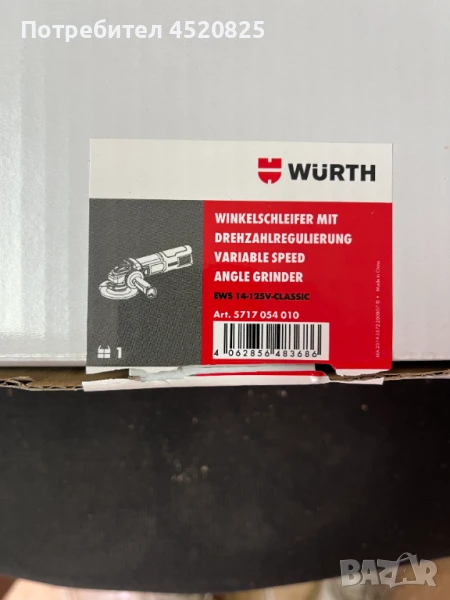 Потребител 4520825
WÜRTH
WINKELSCHLEIFER MIT
DREHZAHLREGULIERUNG
VARIABLE SPEED
ANGLE GRINDER
EWS 14-125V-CLASSIC
Art. 5717 054 010
4 062856 483686
1
Made in China
BAZAR